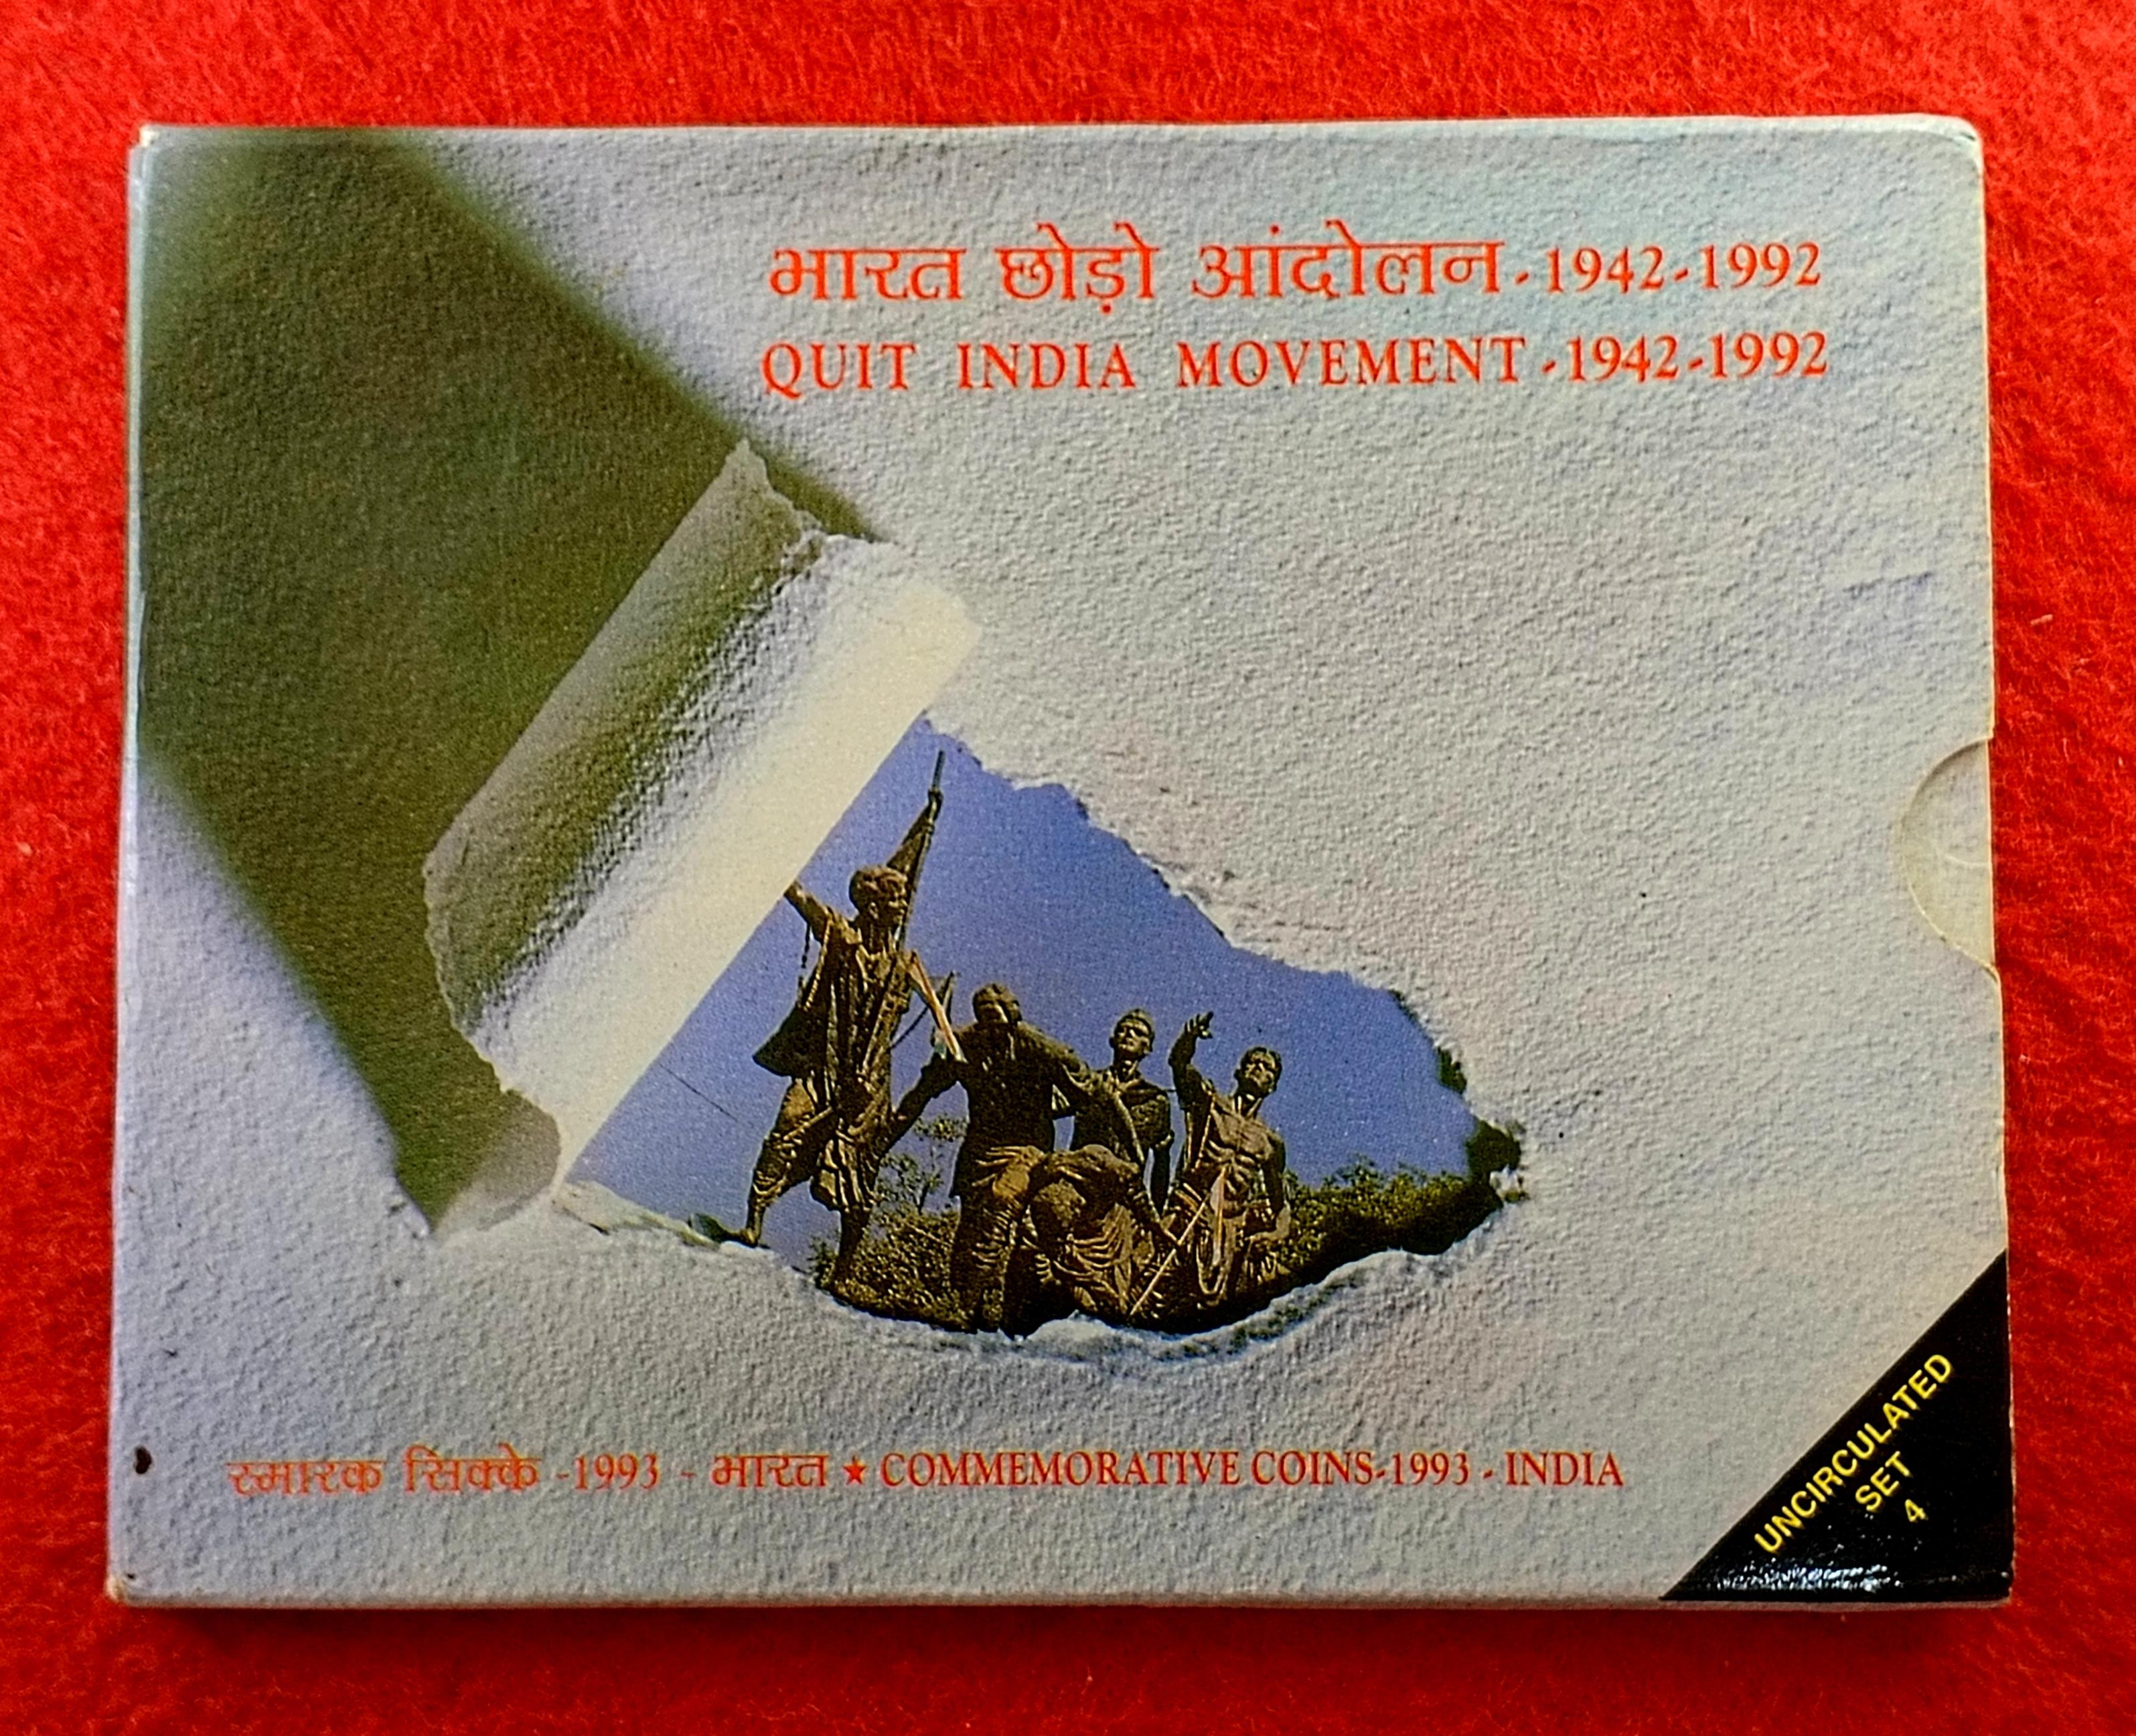 भारत छोड़ो आंदोलन-1942-1992
QUIT INDIA MOVEMENT-1942-1992
स्मारक सिक्के -1993 - भारत ★ COMMEMORATIVE COINS-1993 - INDIA
UNCIRCULATED
SET
4